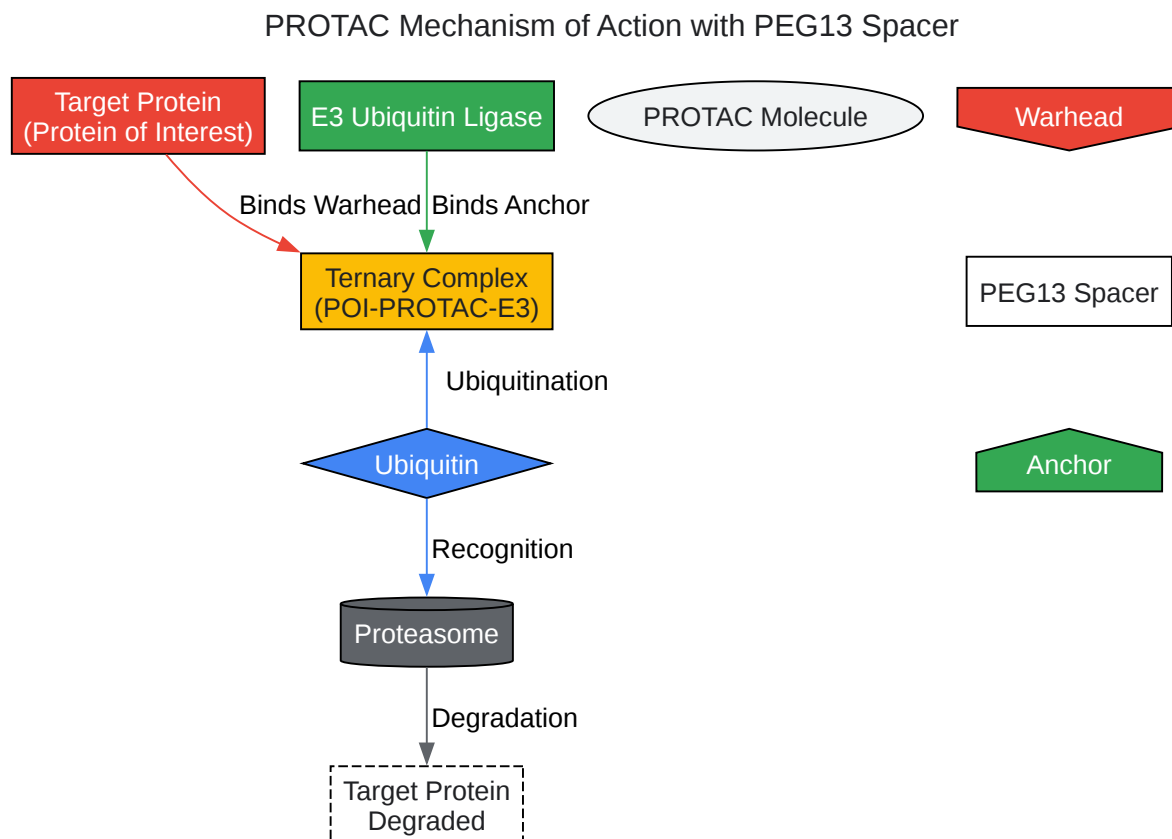 PROTAC Mechanism of Action with PEG13 Spacer
Target Protein
(Protein of Interest)
E3 Ubiquitin Ligase
PROTAC Molecule
Warhead
Binds Warhead
Binds Anchor
Ternary Complex
(POI-PROTAC-E3)
PEG13 Spacer
Ubiquitination
Ubiquitin
Anchor
Recognition
Proteasome
Degradation
Target Protein
Degraded